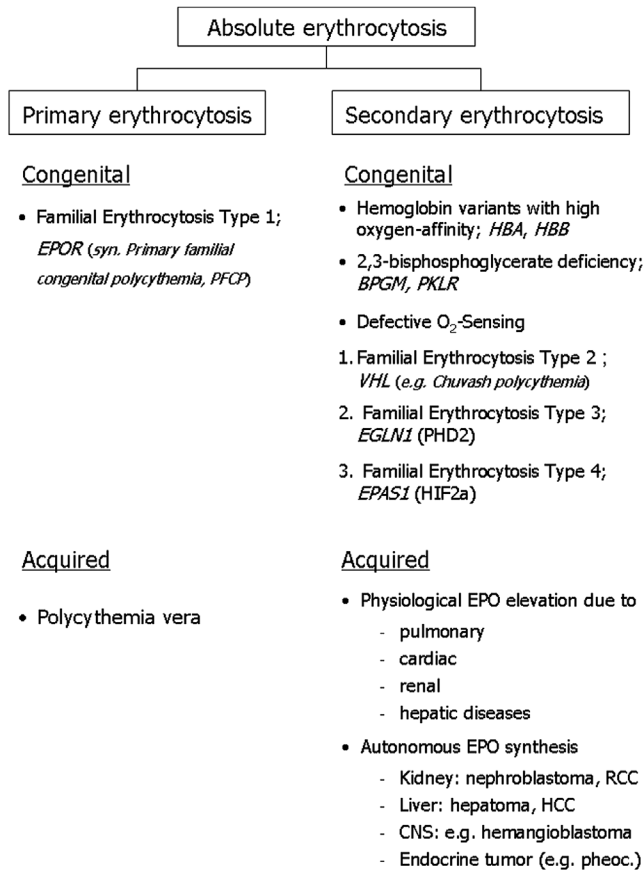 Absolute erythrocytosis
Primary erythrocytosis
Congenital
• Familial Erythrocytosis Type 1;
EPOR (syn. Primary familial
congenital polycythemia, PFCP)
Acquired
• Polycythemia vera
Secondary erythrocytosis
Congenital
• Hemoglobin variants with high
oxygen-affinity; HBA, HBB
• 2,3-bisphosphoglycerate deficiency;
BPGM, PKLR
• Defective O₂-Sensing
1. Familial Erythrocytosis Type 2 ;
VHL (e.g. Chuvash polycythemia)
2. Familial Erythrocytosis Type 3;
EGLN1 (PHD2)
3. Familial Erythrocytosis Type 4;
EPAS1 (HIF2a)
Acquired
• Physiological EPO elevation due to
- pulmonary
- cardiac
- renal
- hepatic diseases
• Autonomous EPO synthesis
- Kidney: nephroblastoma, RCC
- Liver: hepatoma, HCC
- CNS: e.g. hemangioblastoma
- Endocrine tumor (e.g. pheoc.)